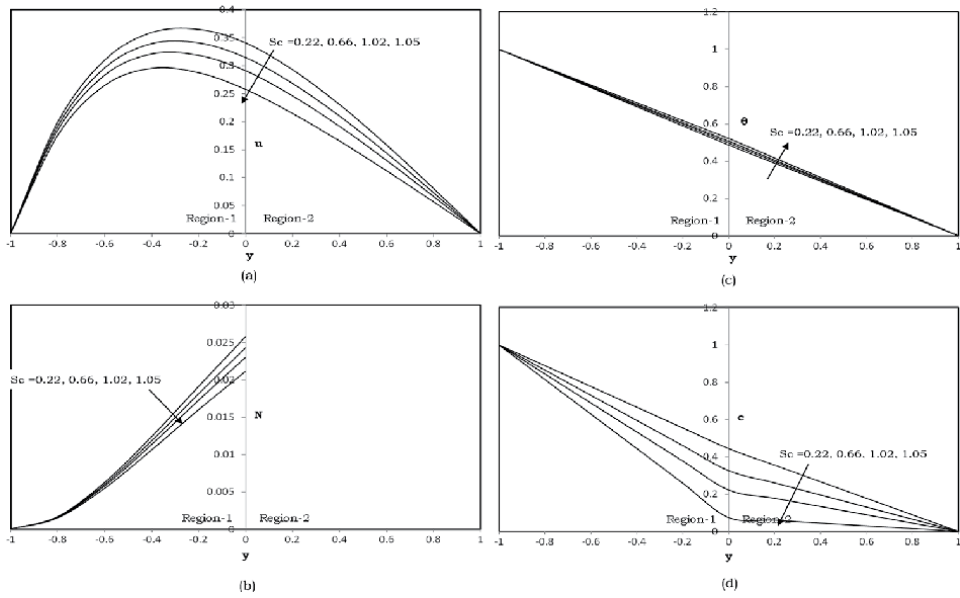 0.4
0.35
0.3
0.25
0.2
0.15
0.1
0.05
0
Sc =0.22, 0.66, 1.02, 1.05
u
Region-1 Region-2
-1 -0.8 -0.6 -0.4 -0.2 0 0.2 0.4 0.6 0.8 1
y
(a)
1.2
1
0.8
0.6
0.4
0.2
0
θ
Sc =0.22, 0.66, 1.02, 1.05
Region-1 Region-2
-1 -0.8 -0.6 -0.4 -0.2 0 0.2 0.4 0.6 0.8 1
y
(c)
0.03
0.025
0.02
0.015
0.01
0.005
0
Sc =0.22, 0.66, 1.02, 1.05
N
Region-1 Region-2
-1 -0.8 -0.6 -0.4 -0.2 0 0.2 0.4 0.6 0.8 1
y
(b)
1.2
1
0.8
0.6
0.4
0.2
0
c
Sc =0.22, 0.66, 1.02, 1.05
Region-1 Region-2
-1 -0.8 -0.6 -0.4 -0.2 0 0.2 0.4 0.6 0.8 1
y
(d)